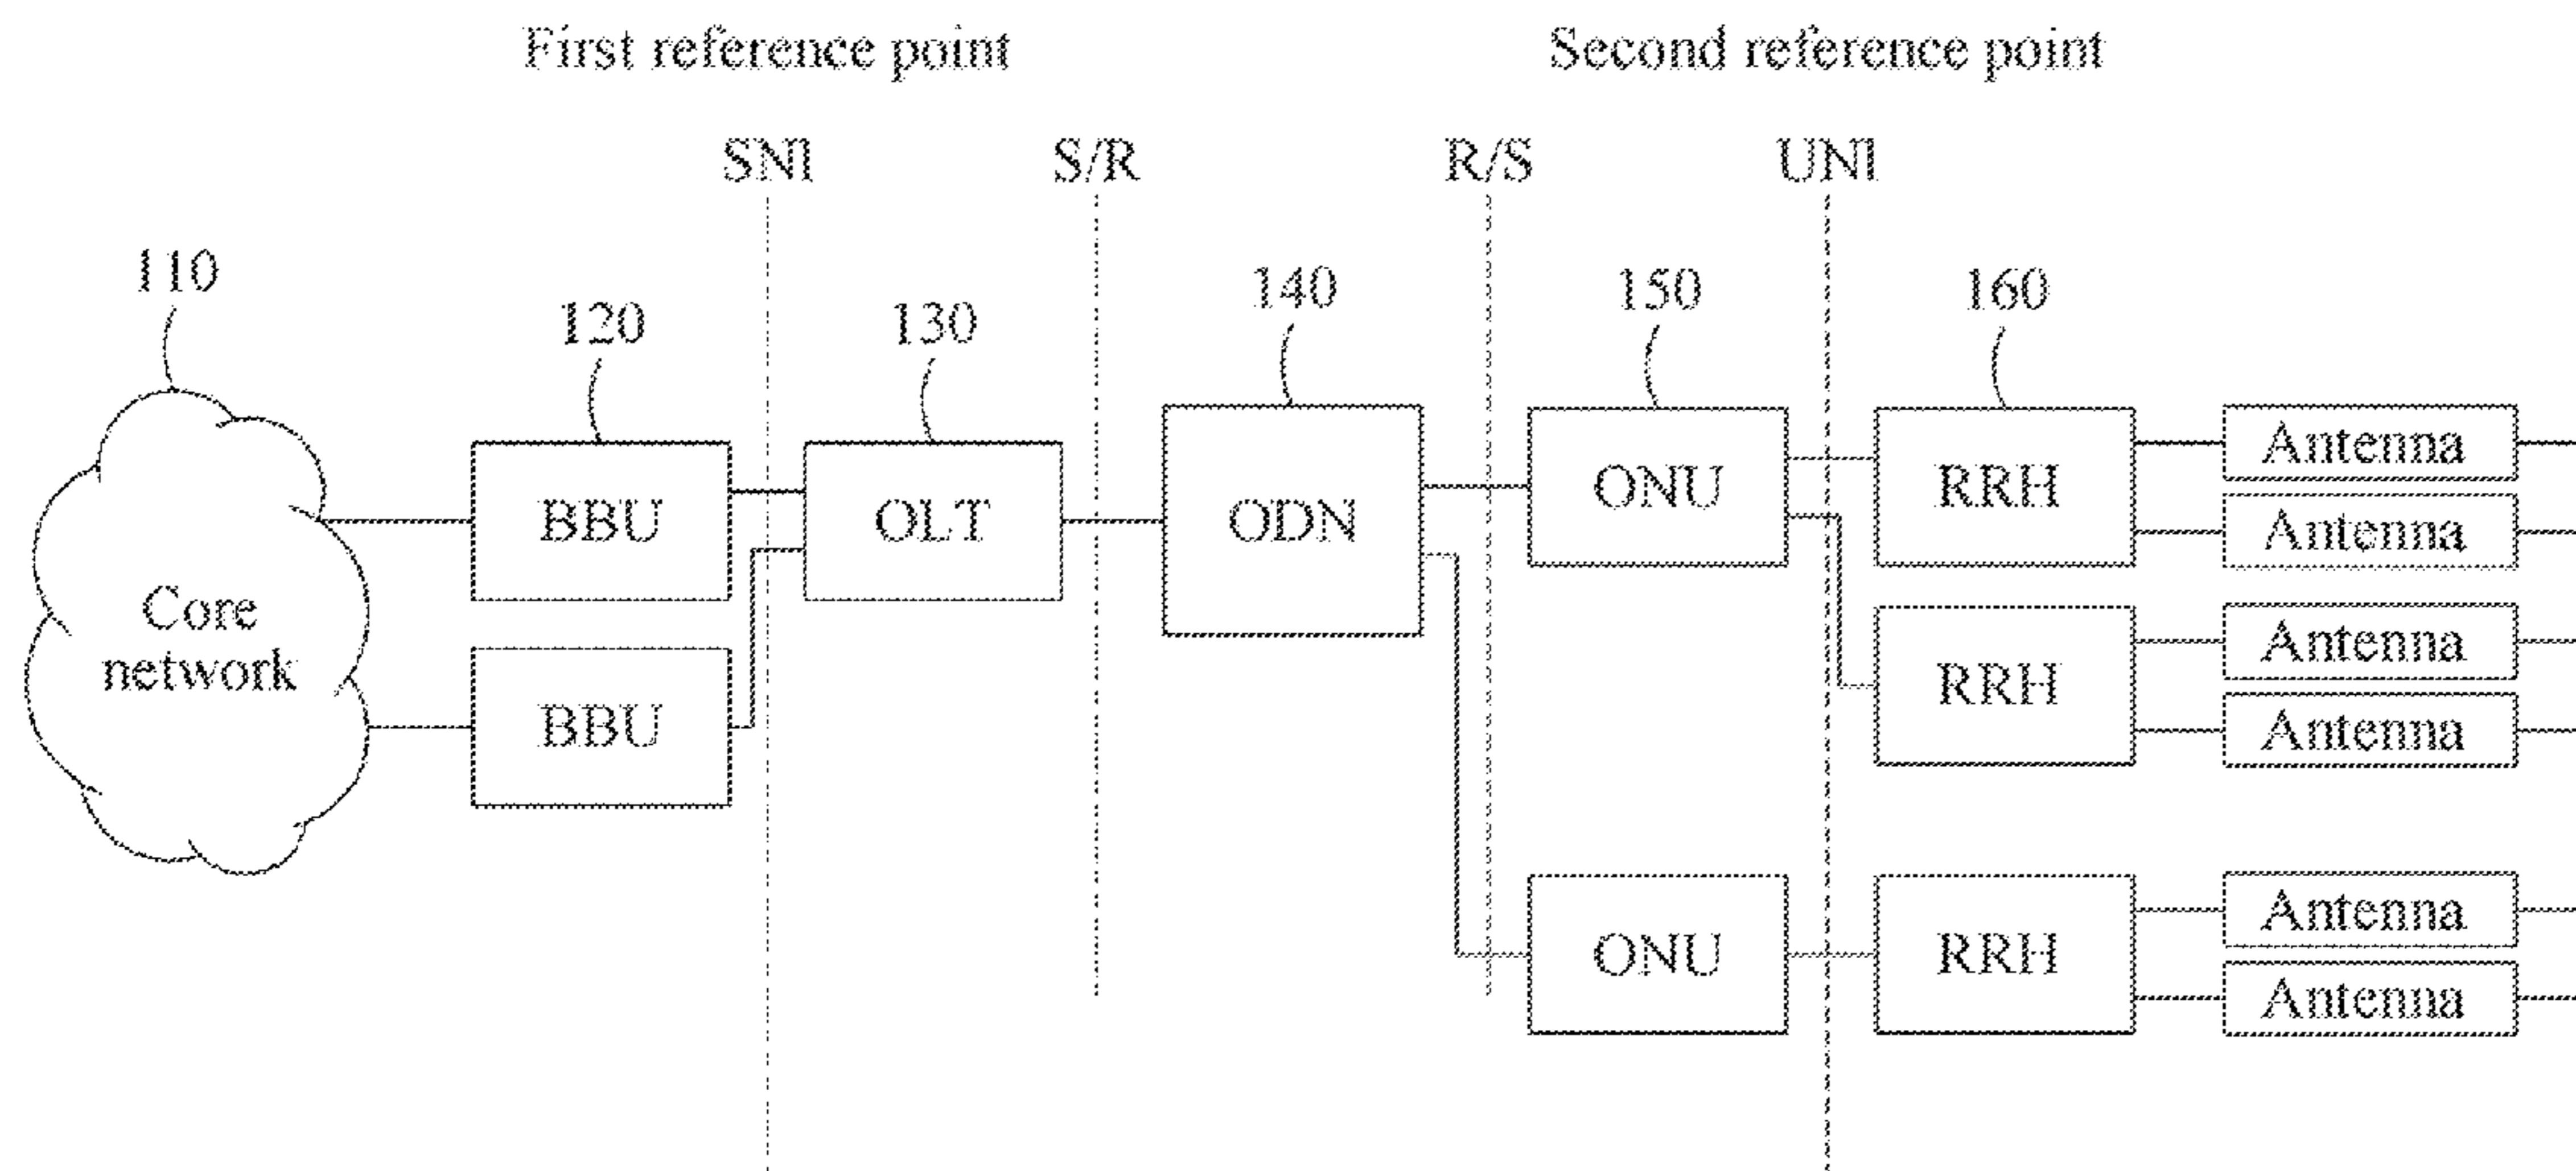 First reference point
Second reference point
SNI
S/R
R/S
UNI
110
120
130
140
150
160
Core
network
BBU
BBU
OLT
ODN
ONU
ONU
RRH
RRH
RRH
Antenna
Antenna
Antenna
Antenna
Antenna
Antenna